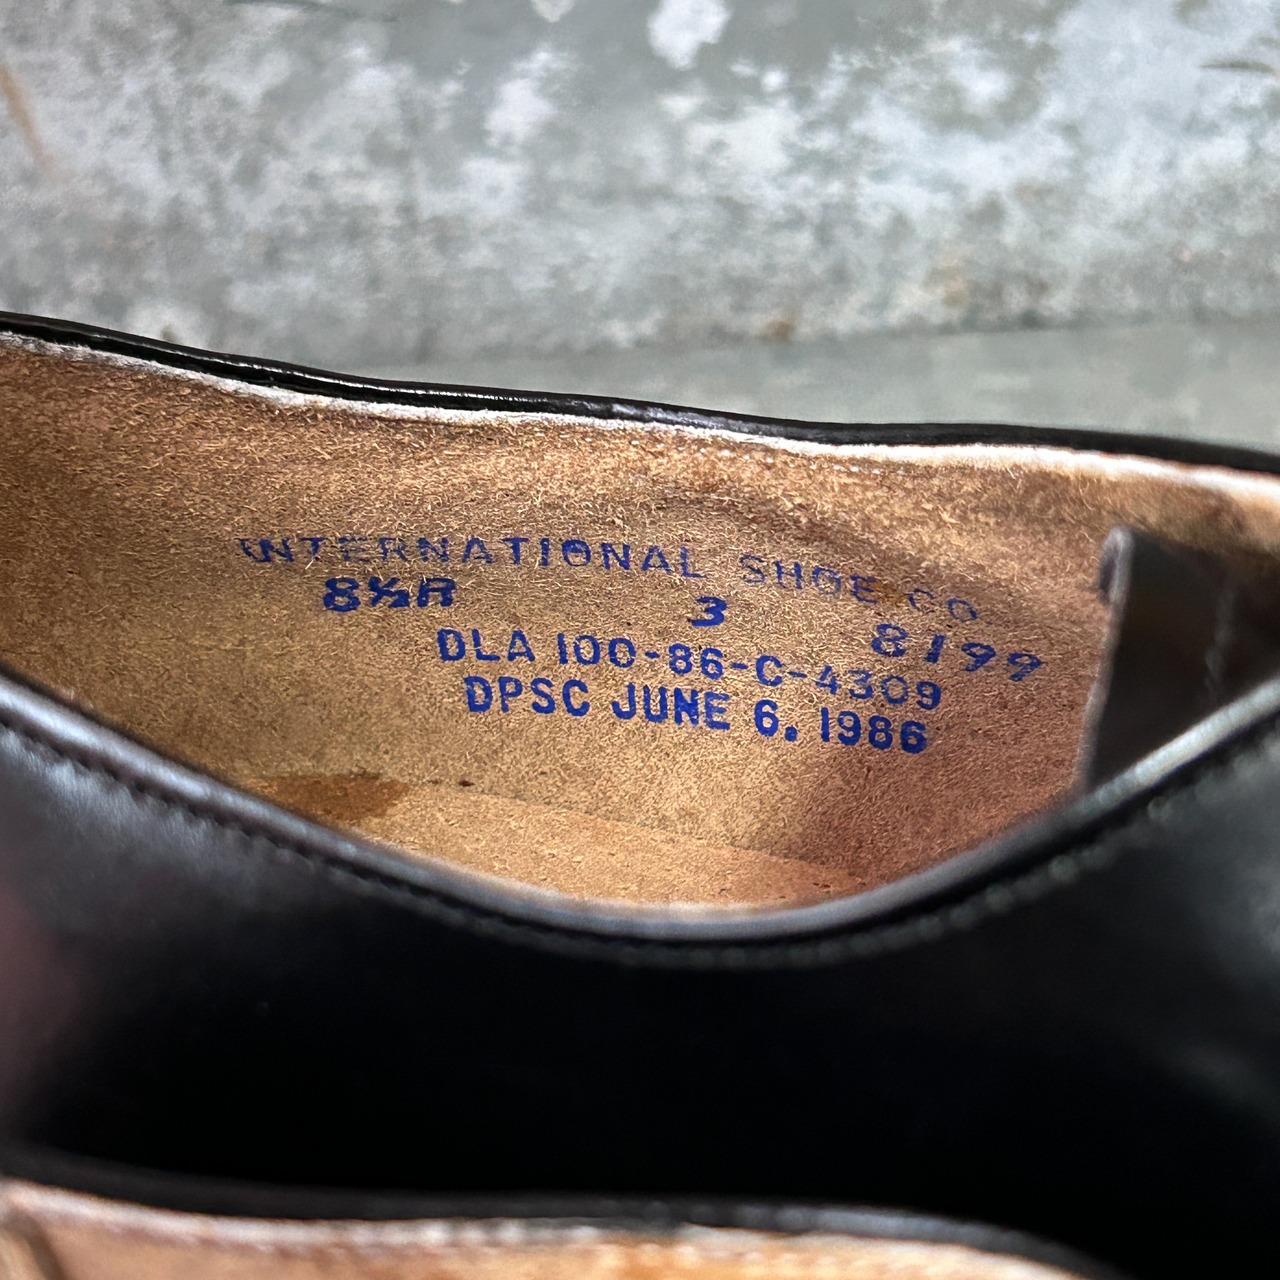 INTERNATIONAL SHOE CO.
8½R 3 8199
DLA 100-86-C-4309
DPSC JUNE 6. 1986